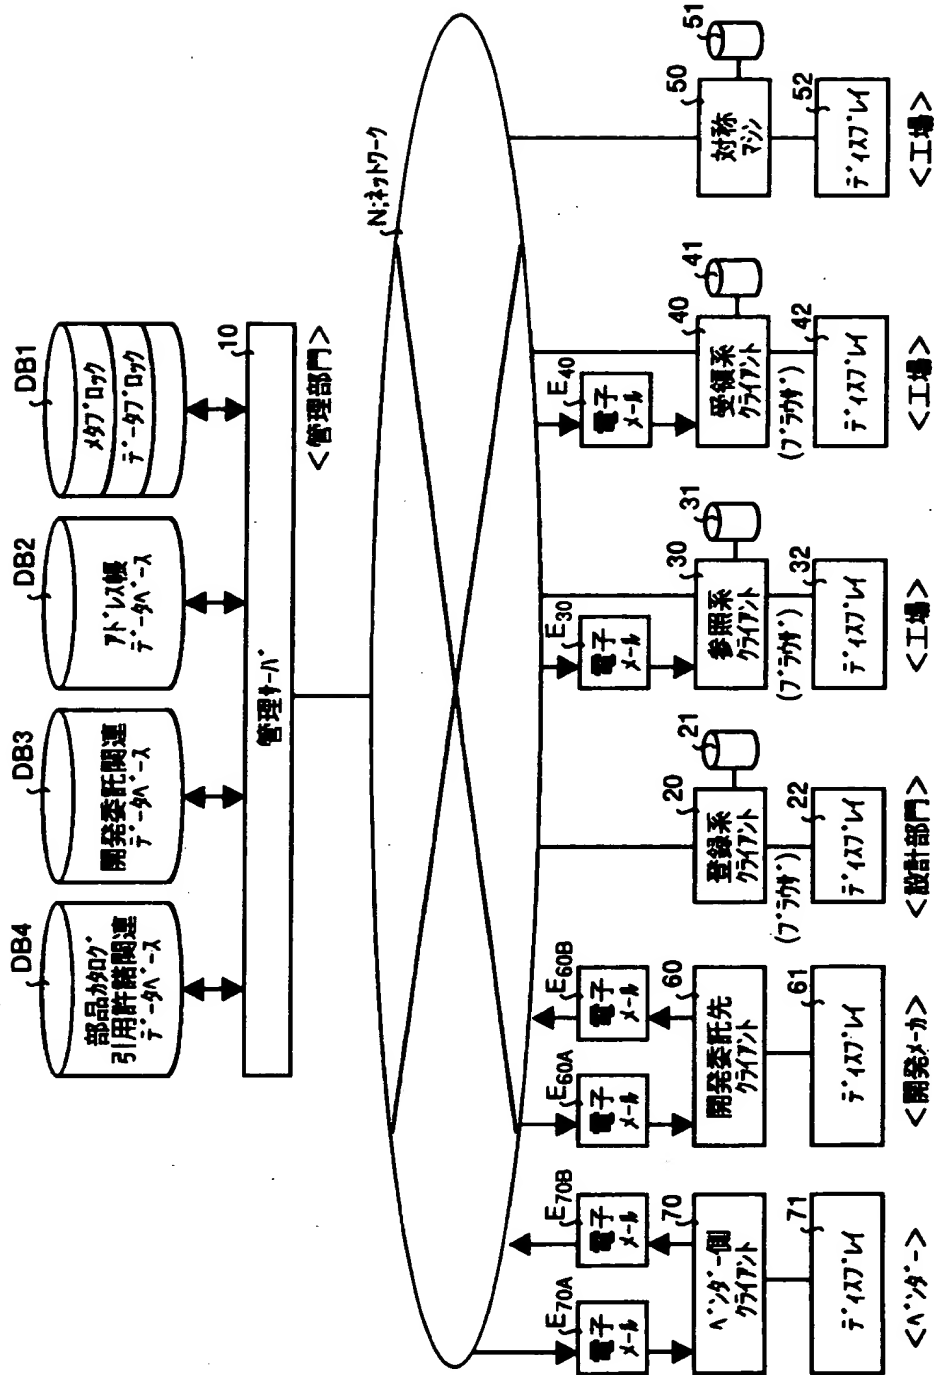 DB4
部品カタログ
引用許諾関連
データベース
DB3
開発委託関連
データベース
DB2
アドレス帳
データベース
DB1
メタブロック
データブロック
10
管理サーバ
<管理部門>
N;ネットワーク
E70A
電子
メール
E70B
電子
メール
70
ベンダー側
クライアント
71
ディスプレイ
<ベンダー>
E60A
電子
メール
E60B
電子
メール
60
開発委託先
クライアント
61
ディスプレイ
<開発メーカ>
20
登録系
クライアント
21
(ブラウザ)
22
ディスプレイ
<設計部門>
E30
電子
メール
30
参照系
クライアント
31
(ブラウザ)
32
ディスプレイ
<工場>
E40
電子
メール
40
受領系
クライアント
41
(ブラウザ)
42
ディスプレイ
<工場>
50
対称
マシン
51
52
ディスプレイ
<工場>